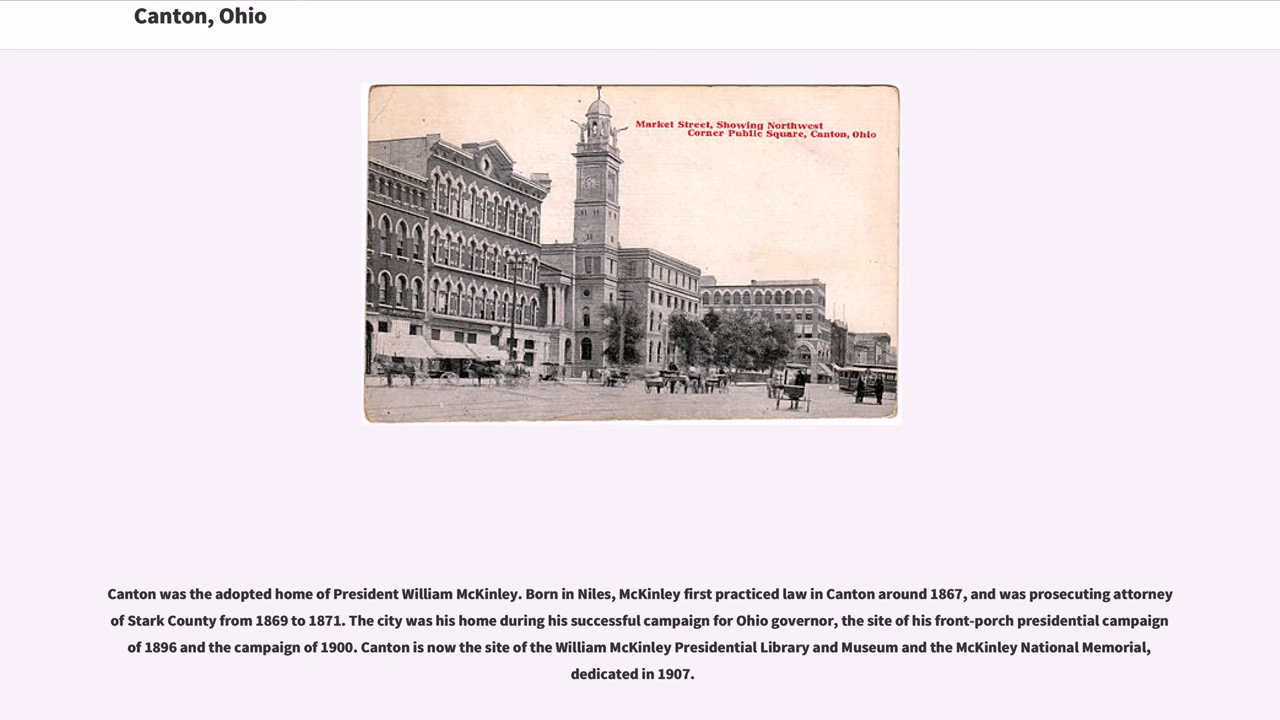 Canton, Ohio
Market Street, Showing Northwest
Corner Public Square, Canton, Ohio
Canton was the adopted home of President William McKinley. Born in Niles, McKinley first practiced law in Canton around 1867, and was prosecuting attorney
of Stark County from 1869 to 1871. The city was his home during his successful campaign for Ohio governor, the site of his front-porch presidential campaign
of 1896 and the campaign of 1900. Canton is now the site of the William McKinley Presidential Library and Museum and the McKinley National Memorial,
dedicated in 1907.